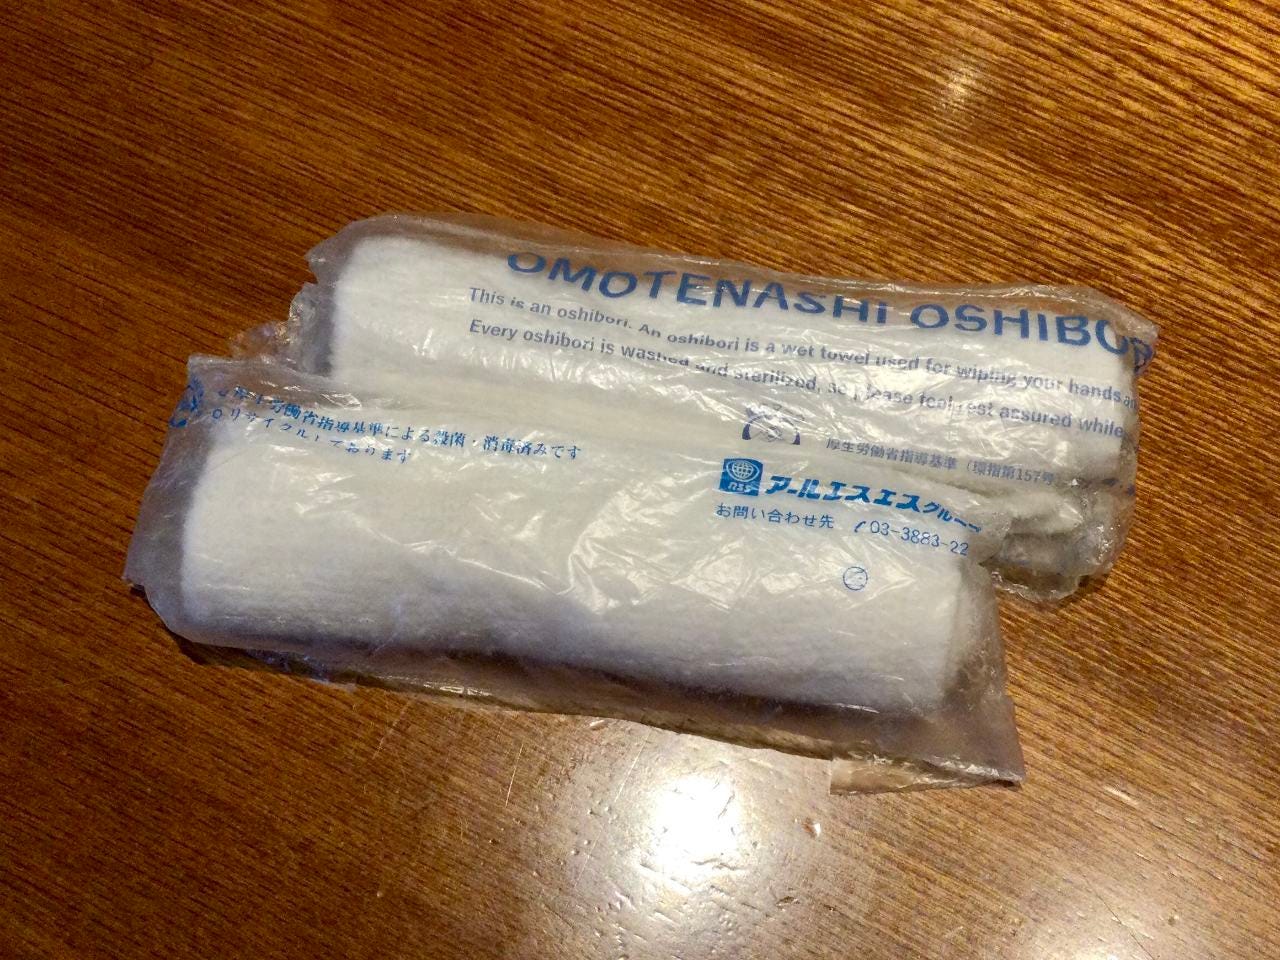 OMOTENASHI OSHIBOR
This is an oshibori. An oshibori is a wet towel used for wiping your hands
Every oshibori is washed and sterilized, so please feel rest assured while
厚生労働省指導基準（環指第157号
厚生労働省指導基準による殺菌・消毒済みです
○リサイクルしております
RSS
アールエスエスグループ
お問い合わせ先 03-3883-22